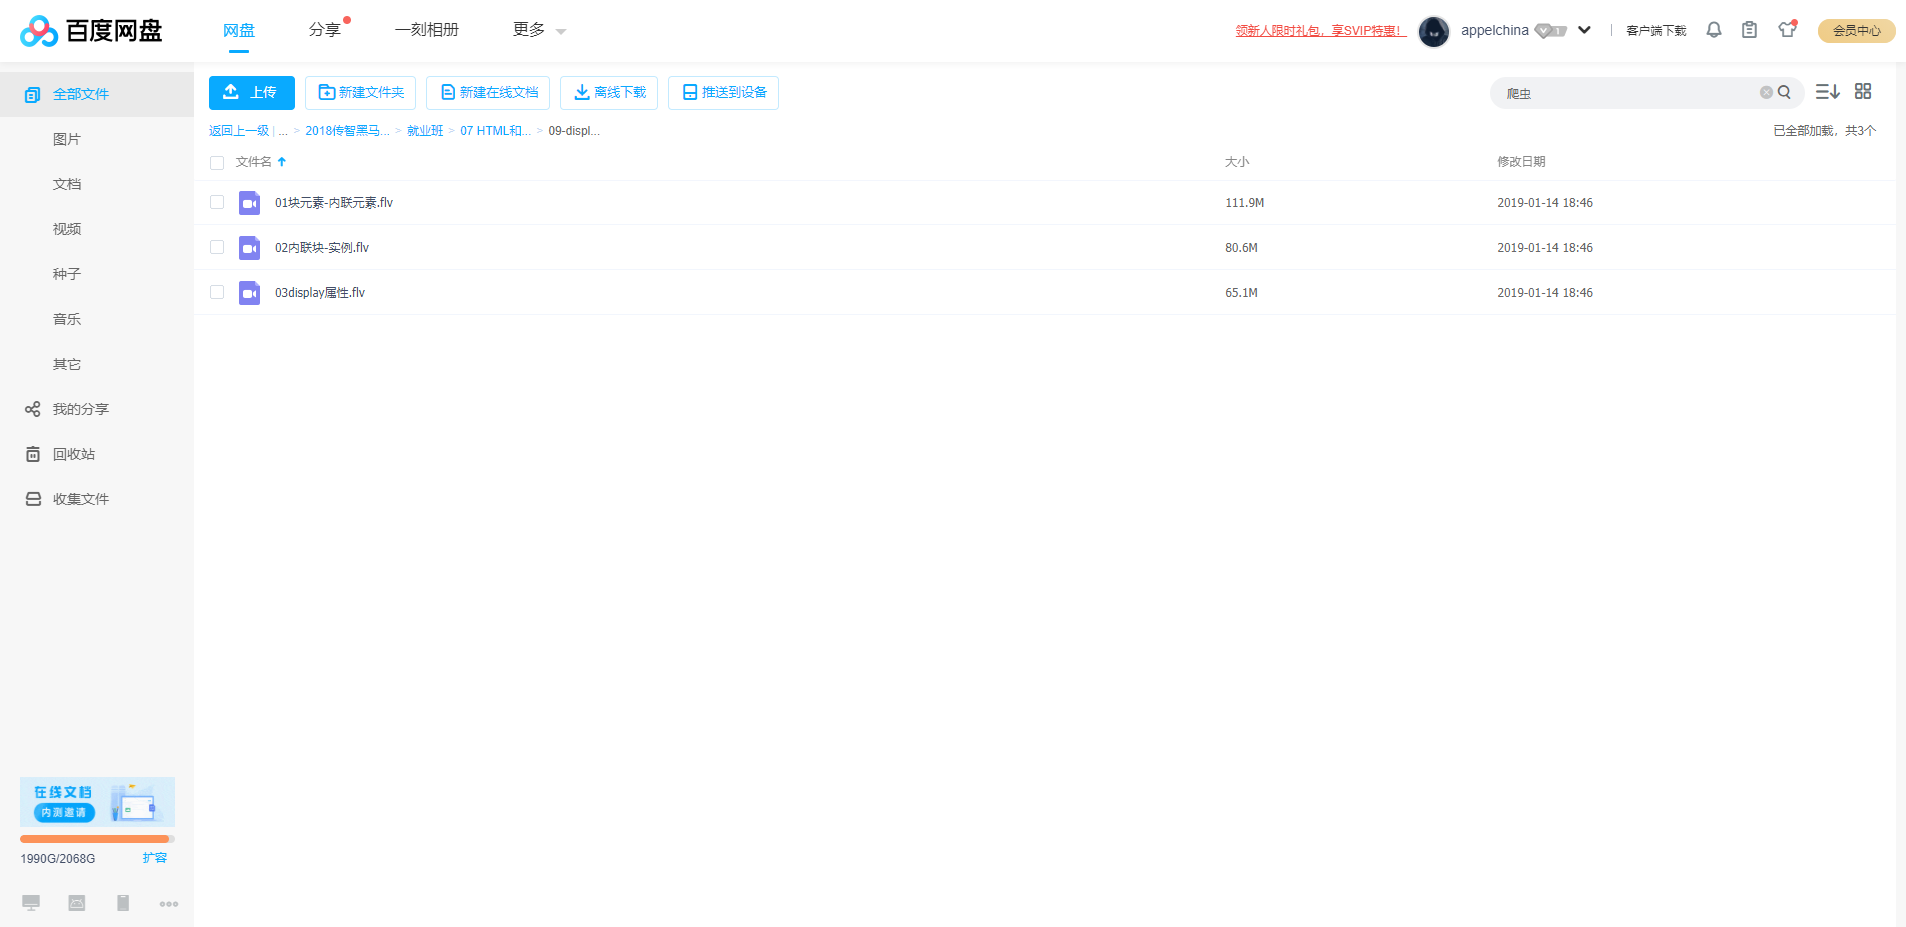 百度网盘
网盘 分享 一刻相册 更多
领新人限时礼包，享SVIP特惠！ appelchina 1 客户端下载 会员中心
全部文件
图片
文档
视频
种子
音乐
其它
我的分享
回收站
收集文件
在线文档
内测邀请
1990G/2068G 扩容
上传 新建文件夹 新建在线文档 离线下载 推送到设备
爬虫
返回上一级 | ... > 2018传智黑马... > 就业班 > 07 HTML和... > 09-displ...
已全部加载，共3个
文件名 大小 修改日期
01块元素-内联元素.flv 111.9M 2019-01-14 18:46
02内联块-实例.flv 80.6M 2019-01-14 18:46
03display属性.flv 65.1M 2019-01-14 18:46